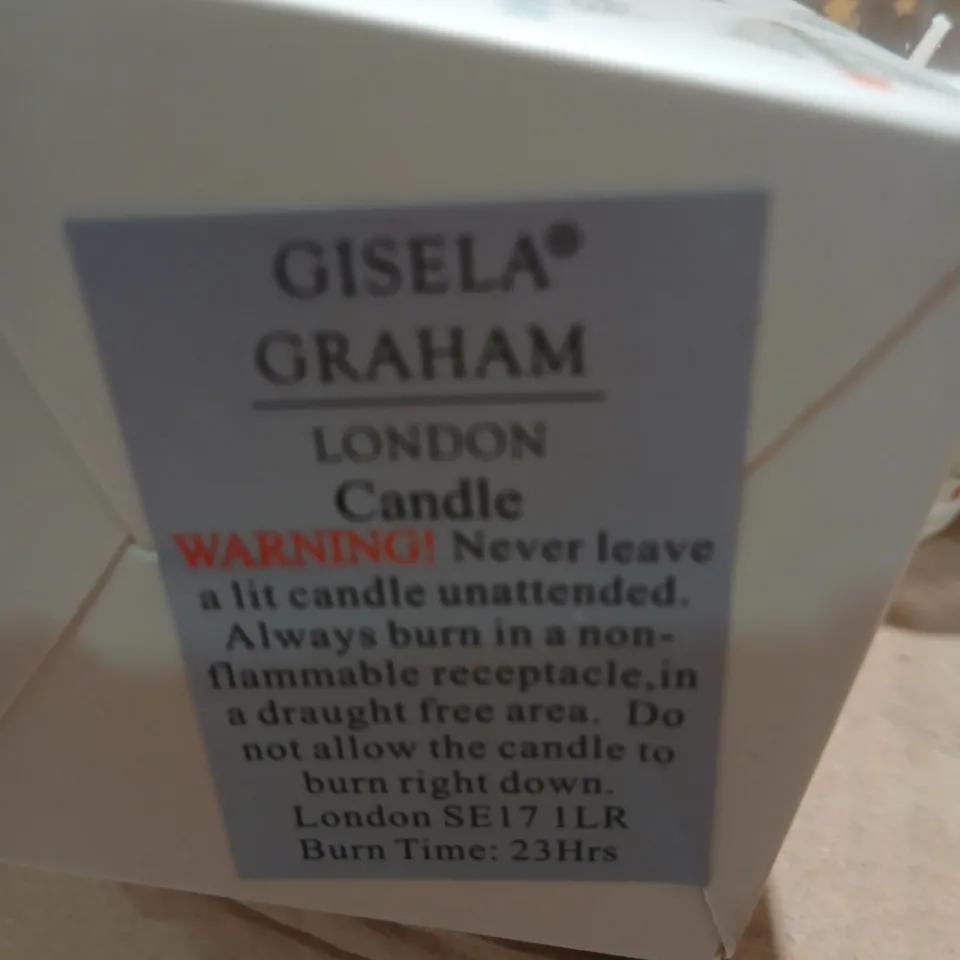 GISELA®
GRAHAM
LONDON
Candle
WARNING! Never leave
a lit candle unattended.
Always burn in a non-
flammable receptacle,in
a draught free area. Do
not allow the candle to
burn right down.
London SE17 1LR
Burn Time: 23Hrs